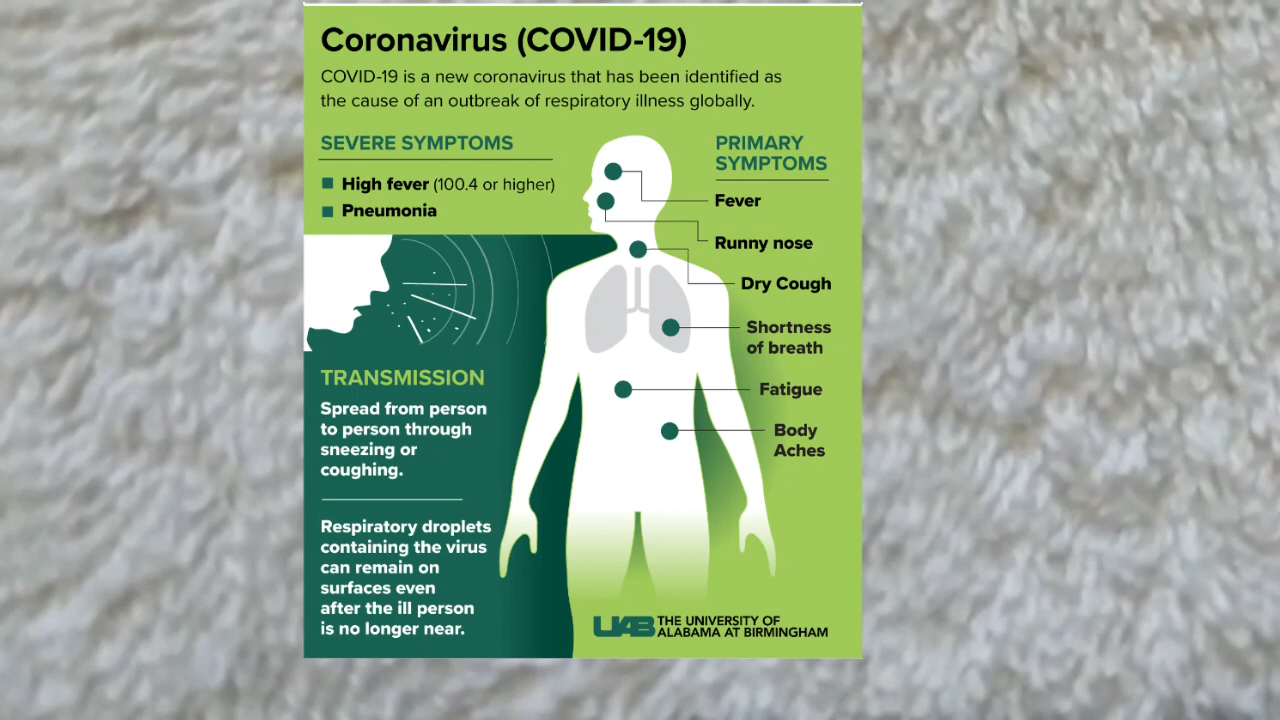 Coronavirus (COVID-19)
COVID-19 is a new coronavirus that has been identified as
the cause of an outbreak of respiratory illness globally.
SEVERE SYMPTOMS
High fever (100.4 or higher)
Pneumonia
PRIMARY
SYMPTOMS
Fever
Runny nose
Dry Cough
Shortness
of breath
Fatigue
Body
Aches
TRANSMISSION
Spread from person
to person through
sneezing or
coughing.
Respiratory droplets
containing the virus
can remain on
surfaces even
after the ill person
is no longer near.
UAB THE UNIVERSITY OF
ALABAMA AT BIRMINGHAM